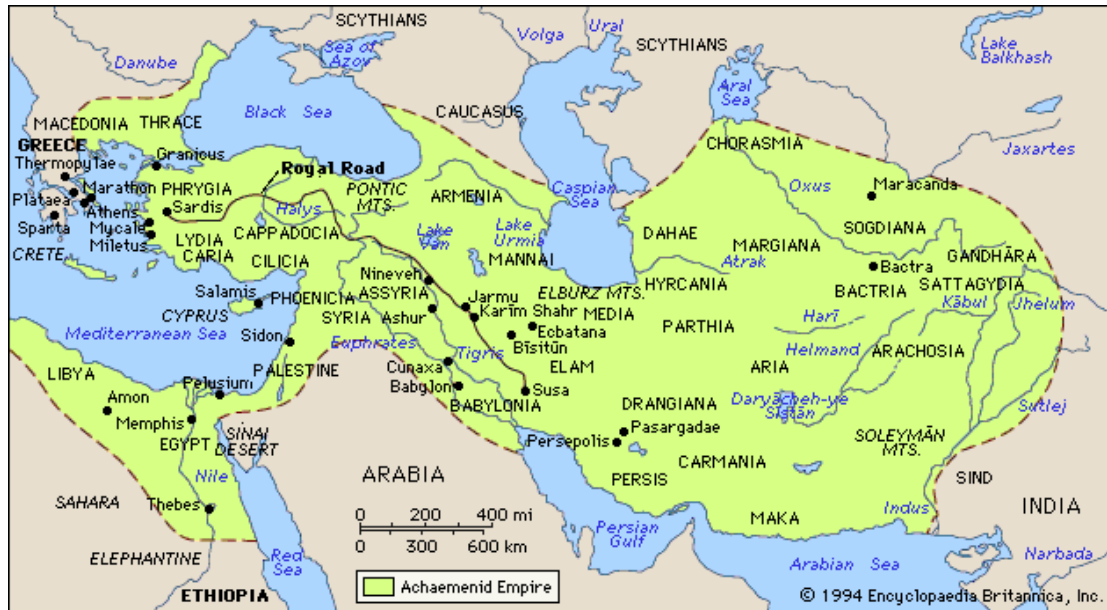 SCYTHIANS
Volga
Ural
SCYTHIANS
Lake
Balkhash
Sea of
Azov
Danube
Aral
Sea
Black Sea
CAUCASUS
MACEDONIA
THRACE
CHORASMIA
Jaxartes
GREECE
Thermopylae
Granicus
Royal Road
Caspian
Sea
Oxus
Maracanda
Marathon
PHRYGIA
PONTIC
MTS.
ARMENIA
Plataea
Athens
Sardis
Halys
SOGDIANA
Sparta
Mycale
Miletus
LYDIA
CAPPADOCIA
Lake
Van
Lake
Urmia
DAHAE
MARGIANA
GANDHĀRA
CRETE
CARIA
CILICIA
MANNAI
Atrak
Bactra
Nineveh
HYRCANIA
BACTRIA
SATTAGYDIA
Salamis
PHOENICIA
ASSYRIA
Jarmu
ELBURZ MTS.
Kābul
Jhelum
CYPRUS
SYRIA
Ashur
Karīm Shahr
MEDIA
PARTHIA
Harī
Mediterranean Sea
Sidon
Euphrates
Ecbatana
Bīsitūn
Helmand
ARACHOSIA
Tigris
LIBYA
PALESTINE
Cunaxa
ELAM
ARIA
Pelusium
Babylon
BABYLONIA
Susa
Daryācheh-ye
Sīstān
Sutlej
Amon
Memphis
DRANGIANA
EGYPT
SINAI
DESERT
Pasargadae
Persepolis
SOLEYMĀN
MTS.
Nile
ARABIA
CARMANIA
PERSIS
SIND
SAHARA
Thebes
0 200 400 mi
0 300 600 km
MAKA
Indus
INDIA
Persian
Gulf
ELEPHANTINE
Red
Sea
Arabian Sea
Narbada
Achaemenid Empire
ETHIOPIA
© 1994 Encyclopaedia Britannica, Inc.